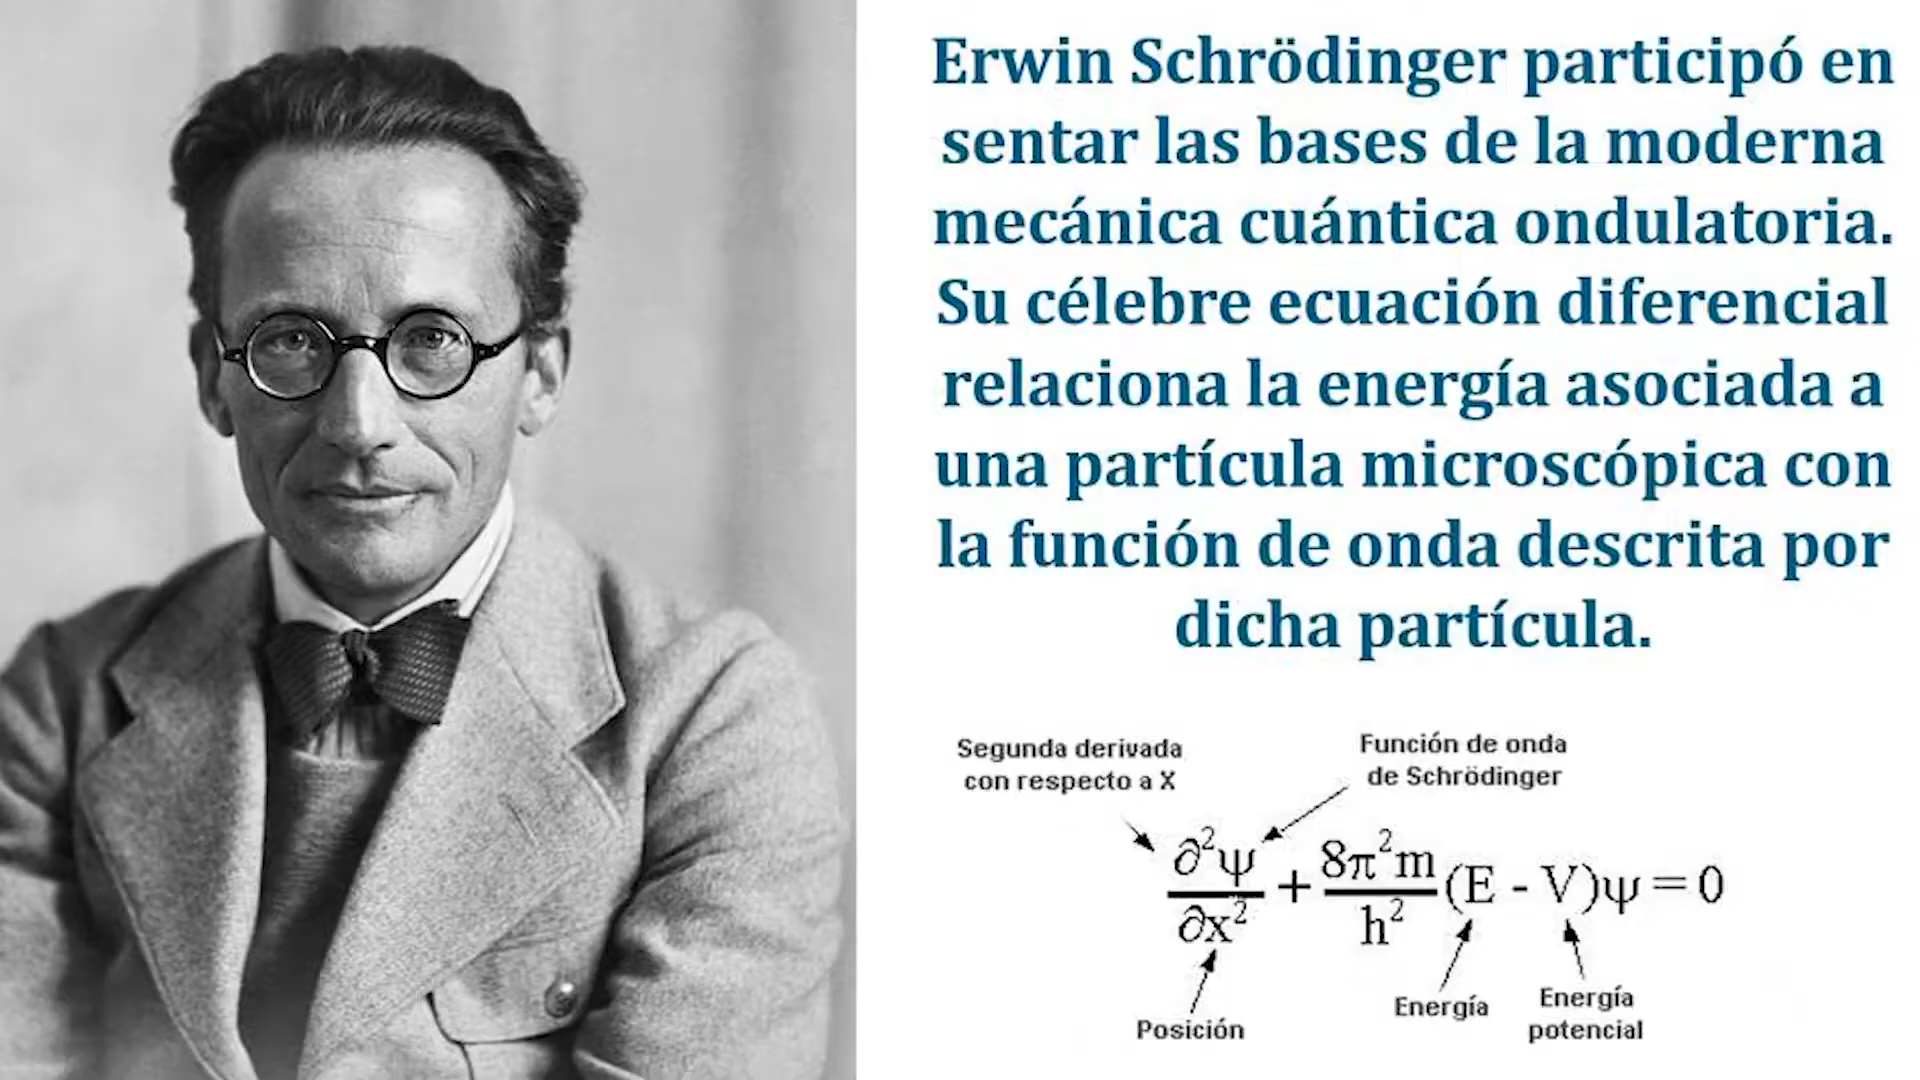 Erwin Schrödinger participó en
sentar las bases de la moderna
mecánica cuántica ondulatoria.
Su célebre ecuación diferencial
relaciona la energía asociada a
una partícula microscópica con
la función de onda descrita por
dicha partícula.
Segunda derivada
con respecto a X
Función de onda
de Schrödinger
∂²ψ/∂x² + 8π²m/h² (E - V)ψ = 0
Posición
Energía
Energía
potencial